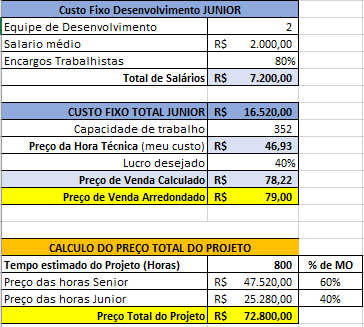 Custo Fixo Desenvolvimento JUNIOR
Equipe de Desenvolvimento 2
Salario médio R$ 2.000,00
Encargos Trabalhistas 80%
Total de Salários R$ 7.200,00
CUSTO FIXO TOTAL JUNIOR R$ 16.520,00
Capacidade de trabalho 352
Preço da Hora Técnica (meu custo) R$ 46,93
Lucro desejado 40%
Preço de Venda Calculado R$ 78,22
Preço de Venda Arredondado R$ 79,00
CALCULO DO PREÇO TOTAL DO PROJETO
Tempo estimado do Projeto (Horas) 800 % de MO
Preço das horas Senior R$ 47.520,00 60%
Preço das horas Junior R$ 25.280,00 40%
Preço Total do Projeto R$ 72.800,00